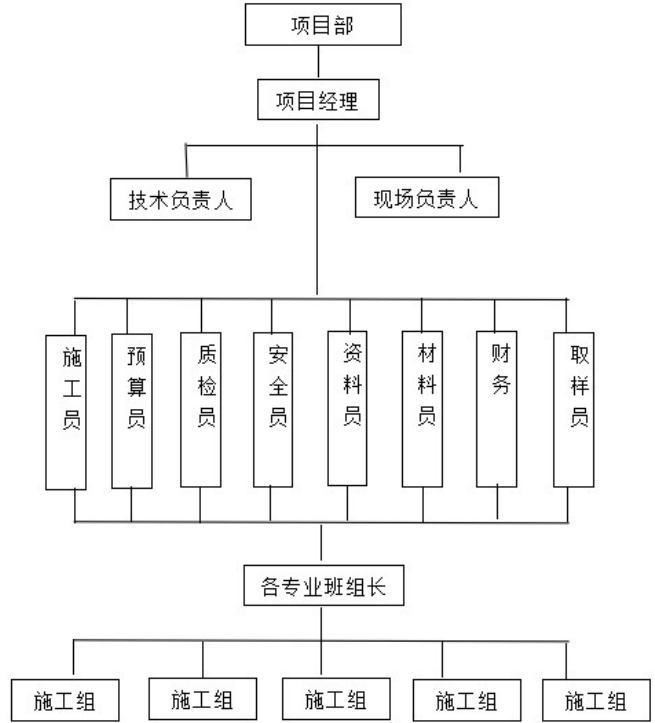 项目部
项目经理
技术负责人
现场负责人
施工员
预算员
质检员
安全员
资料员
材料员
财务
取样员
各专业班组长
施工组
施工组
施工组
施工组
施工组